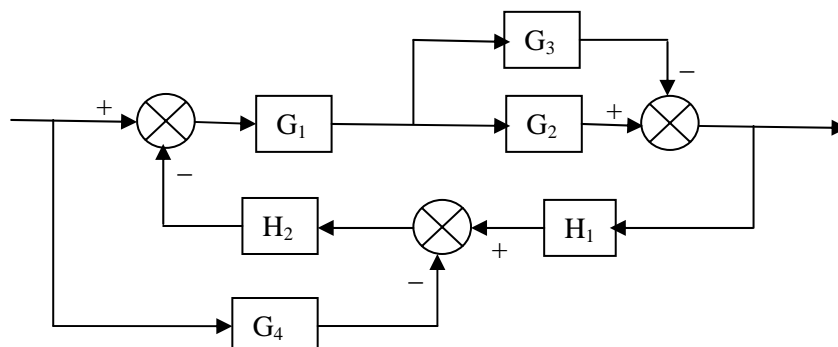 G₃
−
+
G₁
G₂
+
−
H₂
+
H₁
−
G₄